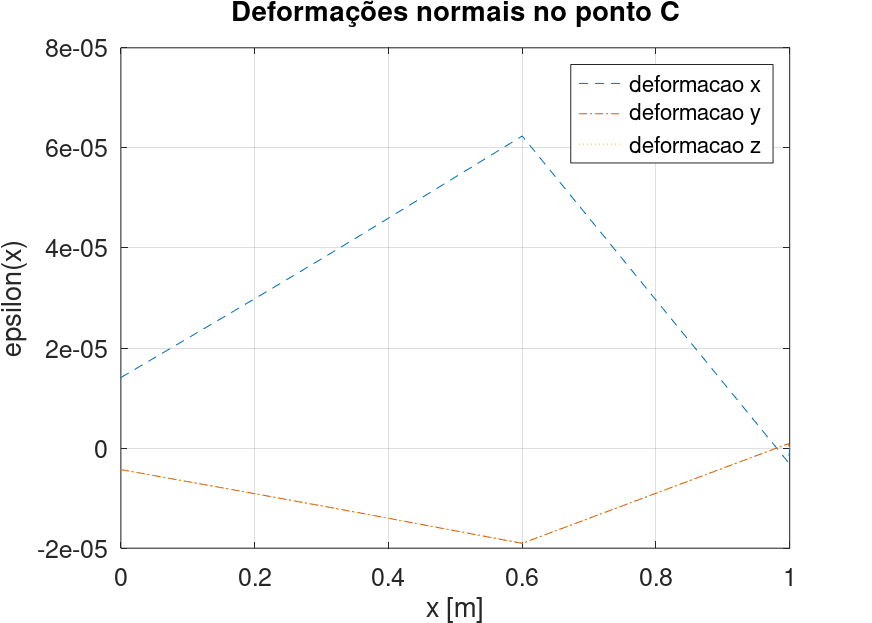 Deformações normais no ponto C
8e-05
6e-05
4e-05
2e-05
0
-2e-05
epsilon(x)
deformacao x
deformacao y
deformacao z
0 0.2 0.4 0.6 0.8 1
x [m]